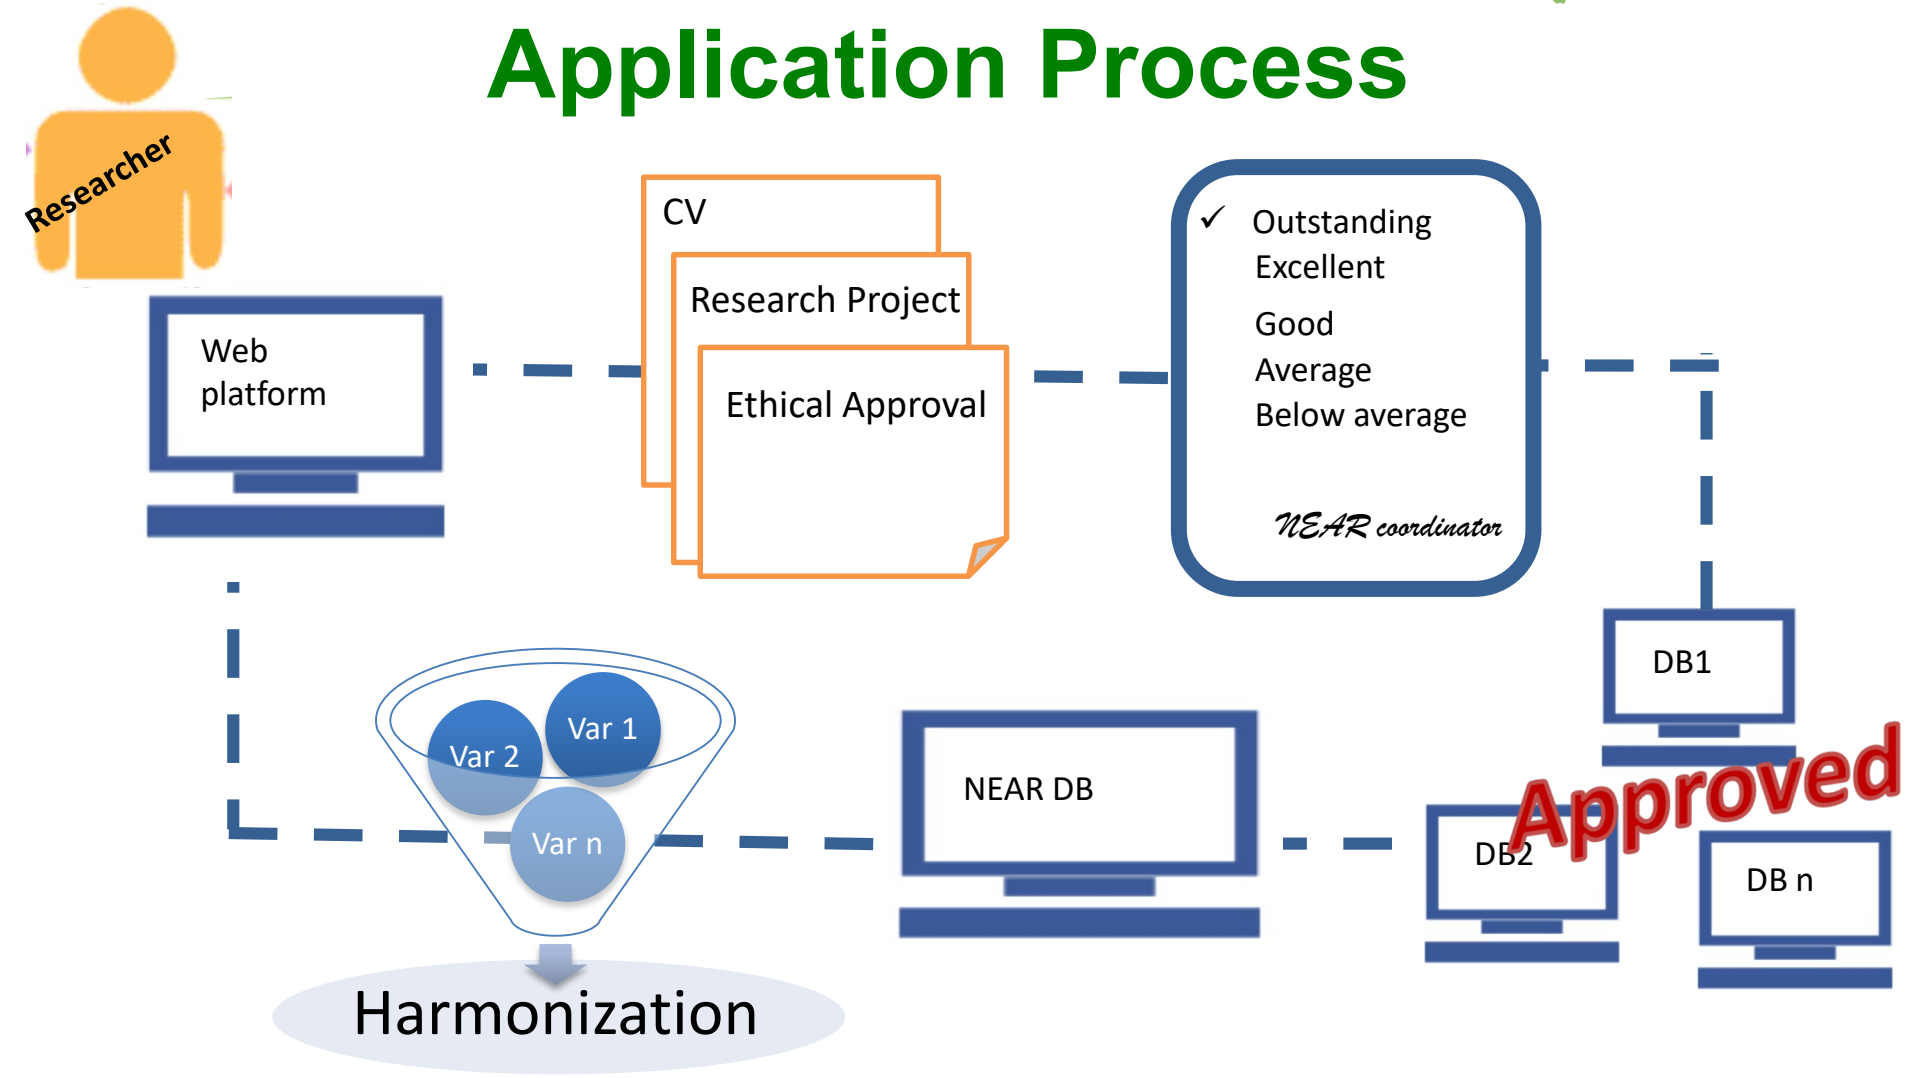 Application Process
Researcher
Web
platform
CV
Research Project
Ethical Approval
✓ Outstanding
Excellent
Good
Average
Below average
NEAR coordinator
DB1
Approved
DB2
DB n
NEAR DB
Var 1
Var 2
Var n
Harmonization